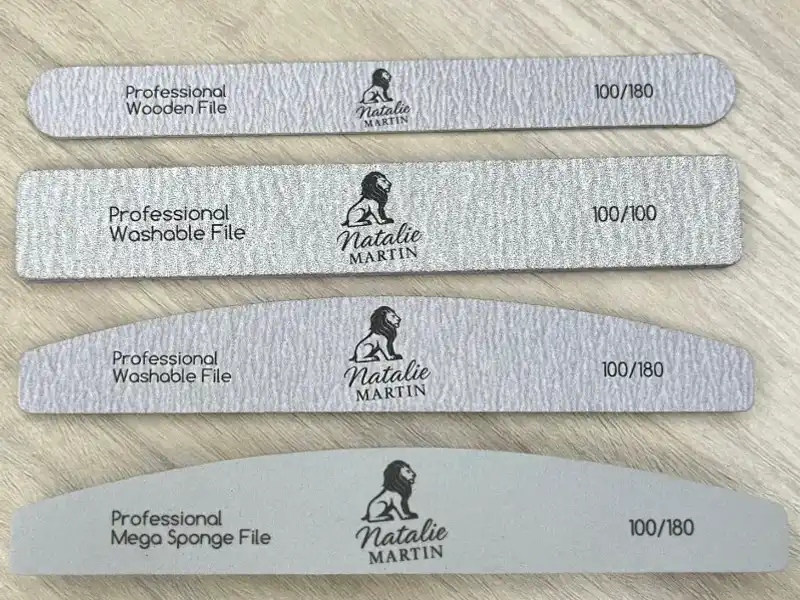 Professional
Wooden File
Natalie
MARTIN
100/180
Professional
Washable File
Natalie
MARTIN
100/100
Professional
Washable File
Natalie
MARTIN
100/180
Professional
Mega Sponge File
Natalie
MARTIN
100/180